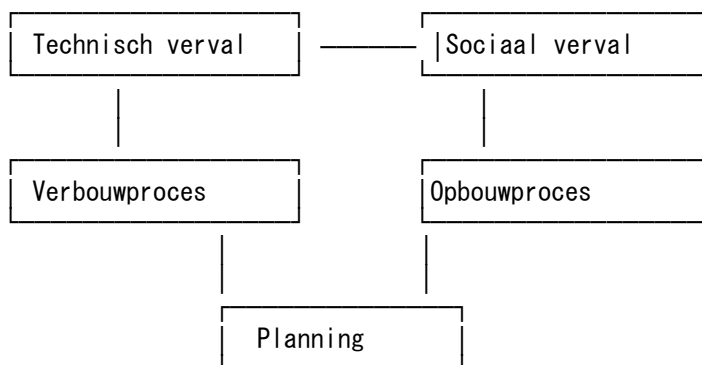 Technisch verval
Sociaal verval
Verbouwproces
Opbouwproces
Planning